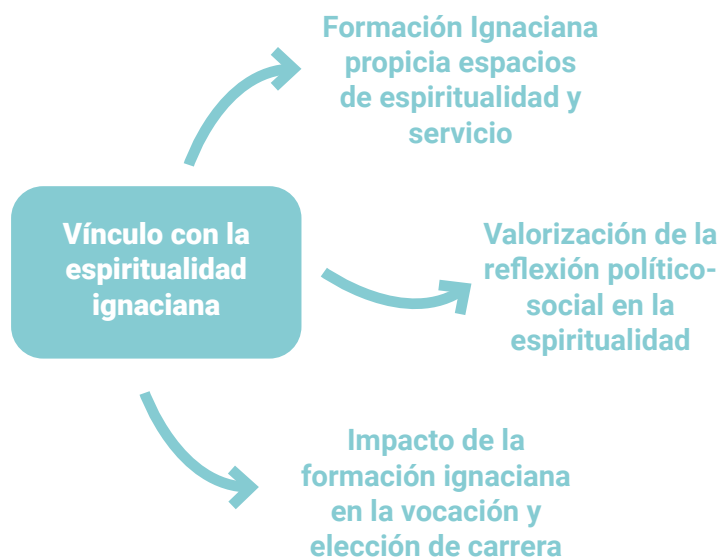 Formación Ignaciana
propicia espacios
de espiritualidad y
servicio
Vínculo con la
espiritualidad
ignaciana
Valorización de la
reflexión político-
social en la
espiritualidad
Impacto de la
formación ignaciana
en la vocación y
elección de carrera